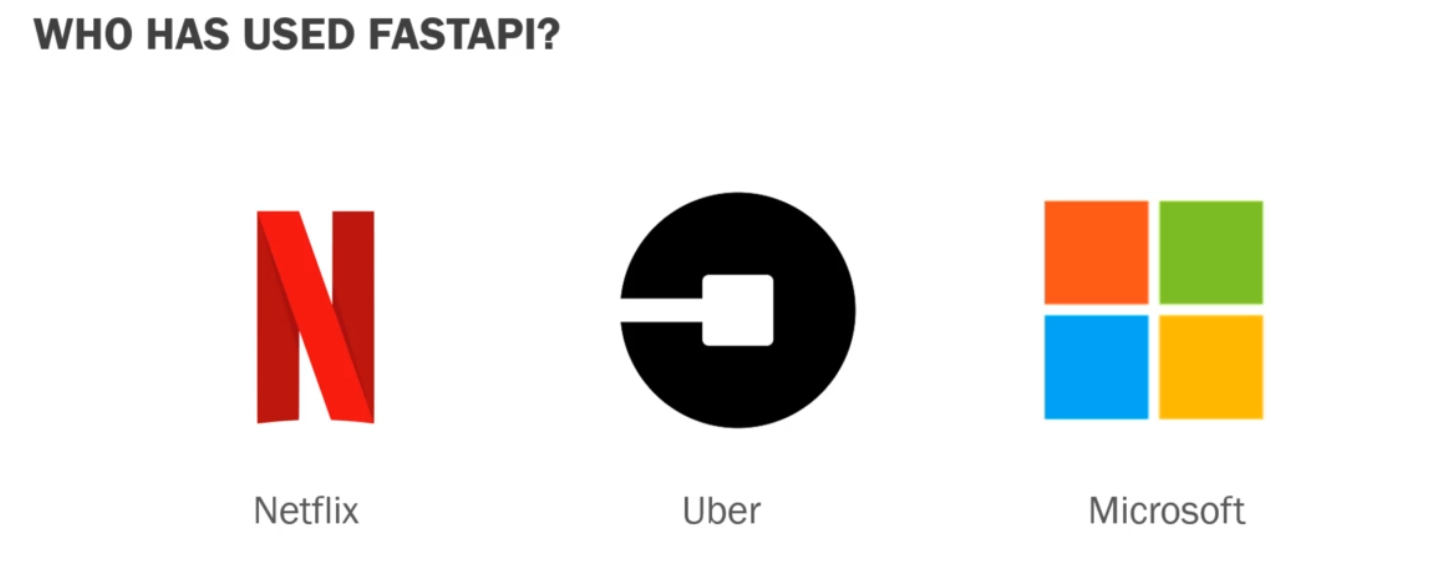 WHO HAS USED FASTAPI?
Netflix
Uber
Microsoft